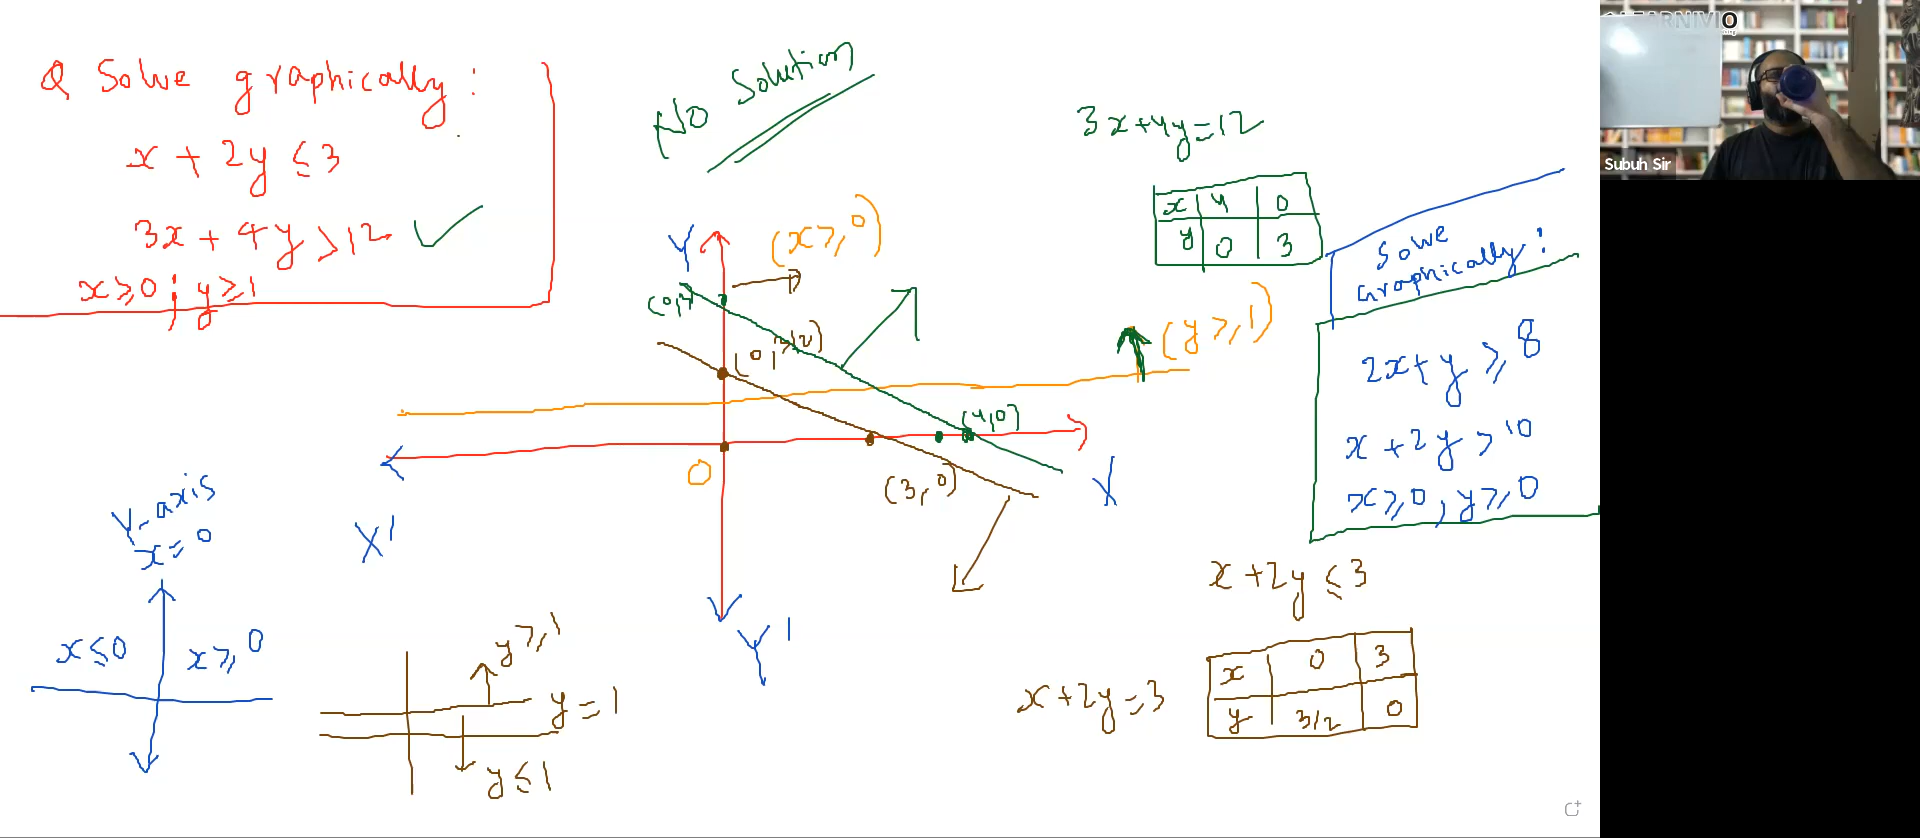 Q Solve graphically :
x + 2y ≤ 3
3x + 4y > 12
x ≥ 0 ; y ≥ 1
No Solution
3x + 4y = 12
x 4 0
y 0 3
Y
(x ≥ 0)
(0,3)
(0, 3/2)
(y ≥ 1)
(4,0)
O
(3, 0)
X
X'
Y'
Solve
Graphically :
2x + y ≥ 8
x + 2y > 10
x ≥ 0 , y ≥ 0
Y-axis
x = 0
x ≤ 0
x ≥ 0
y ≥ 1
y = 1
y ≤ 1
x + 2y ≤ 3
x + 2y = 3
x 0 3
y 3/2 0
Subuh Sir